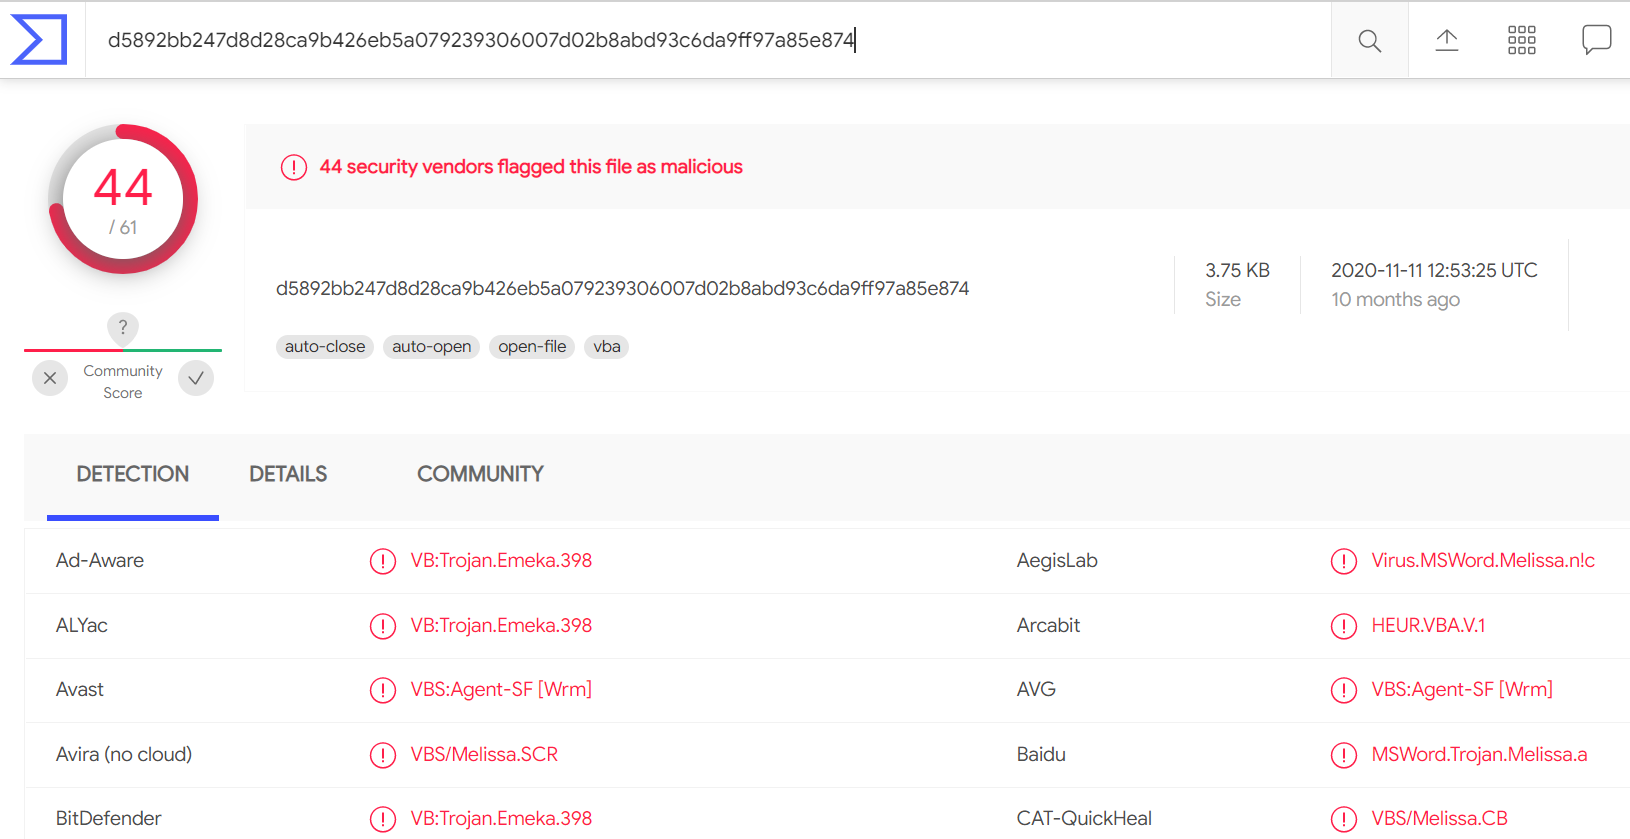 d5892bb247d8d28ca9b426eb5a079239306007d02b8abd93c6da9ff97a85e874
44
/ 61
44 security vendors flagged this file as malicious
d5892bb247d8d28ca9b426eb5a079239306007d02b8abd93c6da9ff97a85e874
3.75 KB
Size
2020-11-11 12:53:25 UTC
10 months ago
auto-close auto-open open-file vba
?
Community
Score
DETECTION DETAILS COMMUNITY
Ad-Aware VB:Trojan.Emeka.398 AegisLab Virus.MSWord.Melissa.n!c
ALYac VB:Trojan.Emeka.398 Arcabit HEUR.VBA.V.1
Avast VBS:Agent-SF [Wrm] AVG VBS:Agent-SF [Wrm]
Avira (no cloud) VBS/Melissa.SCR Baidu MSWord.Trojan.Melissa.a
BitDefender VB:Trojan.Emeka.398 CAT-QuickHeal VBS/Melissa.CB